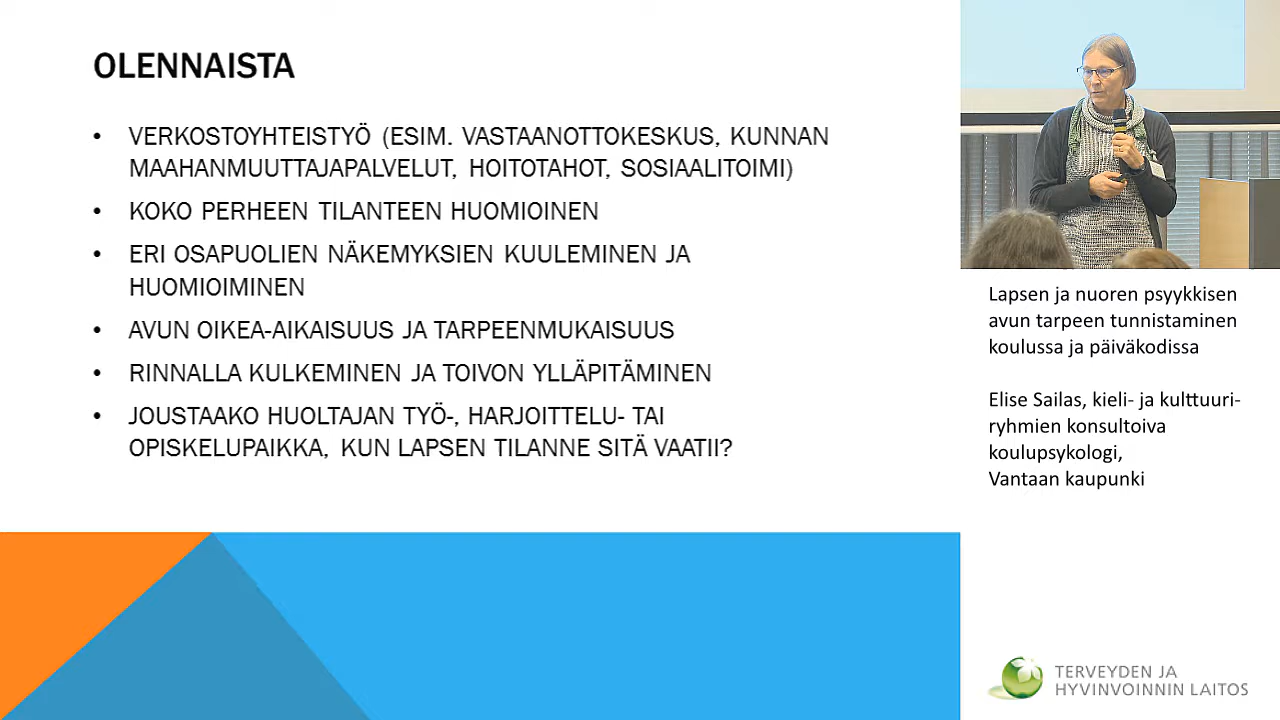 OLENNAISTA
• VERKOSTOYHTEISTYÖ (ESIM. VASTAANOTTOKESKUS, KUNNAN
MAAHANMUUTTAJAPALVELUT, HOITOTAHOT, SOSIAALITOIMI)
• KOKO PERHEEN TILANTEEN HUOMIOINEN
• ERI OSAPUOLIEN NÄKEMYKSIEN KUULEMINEN JA
HUOMIOIMINEN
• AVUN OIKEA-AIKAISUUS JA TARPEENMUKAISUUS
• RINNALLA KULKEMINEN JA TOIVON YLLÄPITÄMINEN
• JOUSTAAKO HUOLTAJAN TYÖ-, HARJOITTELU- TAI
OPISKELUPAIKKA, KUN LAPSEN TILANNE SITÄ VAATII?
Lapsen ja nuoren psyykkisen
avun tarpeen tunnistaminen
koulussa ja päiväkodissa
Elise Sailas, kieli- ja kulttuuri-
ryhmien konsultoiva
koulupsykologi,
Vantaan kaupunki
TERVEYDEN JA
HYVINVOINNIN LAITOS